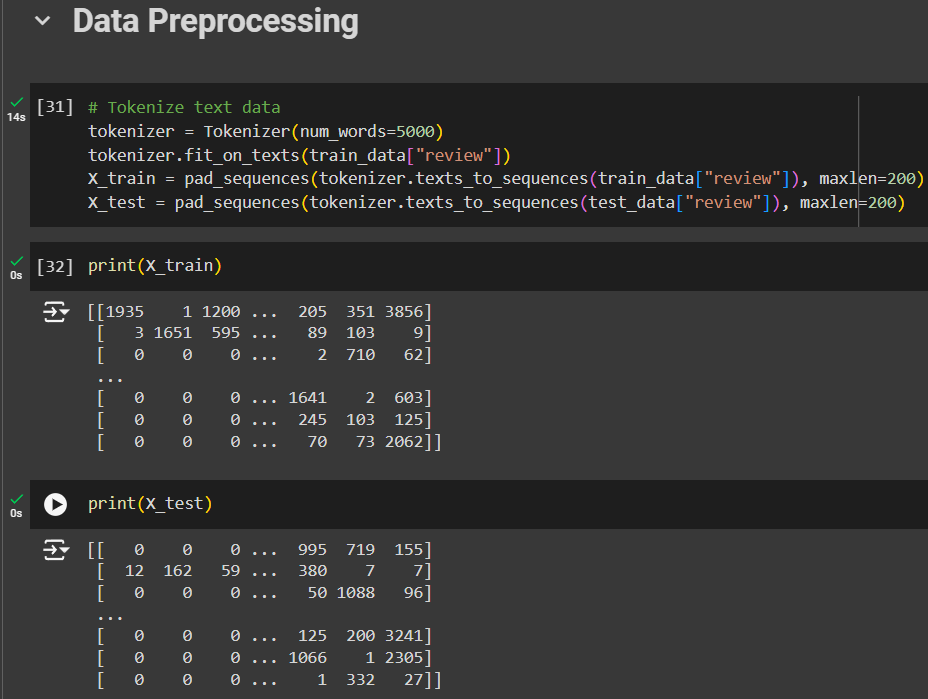 Data Preprocessing
[31] # Tokenize text data
14s
tokenizer = Tokenizer(num_words=5000)
tokenizer.fit_on_texts(train_data["review"])
X_train = pad_sequences(tokenizer.texts_to_sequences(train_data["review"]), maxlen=200)
X_test = pad_sequences(tokenizer.texts_to_sequences(test_data["review"]), maxlen=200)
[32] print(X_train)
0s
[[1935    1 1200 ...  205  351 3856]
 [   3 1651  595 ...   89  103    9]
 [   0    0    0 ...    2  710   62]
 ...
 [   0    0    0 ... 1641    2  603]
 [   0    0    0 ...  245  103  125]
 [   0    0    0 ...   70   73 2062]]
print(X_test)
0s
[[   0    0    0 ...  995  719  155]
 [  12  162   59 ...  380    7    7]
 [   0    0    0 ...   50 1088   96]
 ...
 [   0    0    0 ...  125  200 3241]
 [   0    0    0 ... 1066    1 2305]
 [   0    0    0 ...    1  332   27]]